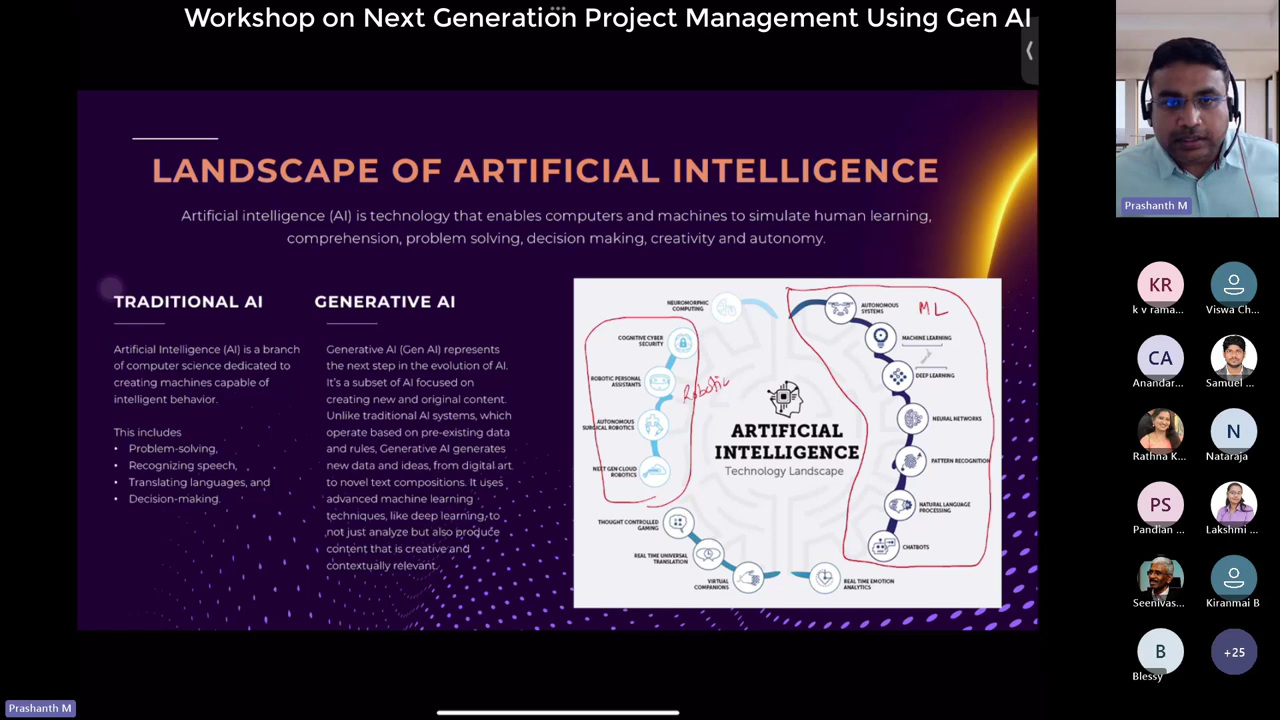 Workshop on Next Generation Project Management Using Gen AI
LANDSCAPE OF ARTIFICIAL INTELLIGENCE
Artificial intelligence (AI) is technology that enables computers and machines to simulate human learning,
comprehension, problem solving, decision making, creativity and autonomy.
TRADITIONAL AI
Artificial Intelligence (AI) is a branch
of computer science dedicated to
creating machines capable of
intelligent behavior.
This includes
• Problem-solving,
• Recognizing speech,
• Translating languages, and
• Decision-making.
GENERATIVE AI
Generative AI (Gen AI) represents
the next step in the evolution of AI.
It's a subset of AI focused on
creating new and original content.
Unlike traditional AI systems, which
operate based on pre-existing data
and rules, Generative AI generates
new data and ideas, from digital art
to novel text compositions. It uses
advanced machine learning
techniques, like deep learning, to
not just analyze but also produce
content that is creative and
contextually relevant.
NEUROMORPHIC
COMPUTING
COGNITIVE CYBER
SECURITY
ROBOTIC PERSONAL
ASSISTANTS
Robotic
AUTONOMOUS
SURGICAL ROBOTICS
NEXT GEN CLOUD
ROBOTICS
THOUGHT CONTROLLED
GAMING
REAL TIME UNIVERSAL
TRANSLATION
VIRTUAL
COMPANIONS
ARTIFICIAL
INTELLIGENCE
Technology Landscape
AUTONOMOUS
SYSTEMS
ML
MACHINE LEARNING
DEEP LEARNING
NEURAL NETWORKS
PATTERN RECOGNITION
NATURAL LANGUAGE
PROCESSING
CHATBOTS
REAL TIME EMOTION
ANALYTICS
Prashanth M
KR
k v rama...
Viswa Ch...
CA
Anandar...
Samuel ...
Rathna K...
N
Nataraja
PS
Pandian ...
Lakshmi ...
Seenivas...
Kiranmai B
B
Blessy
+25
Prashanth M